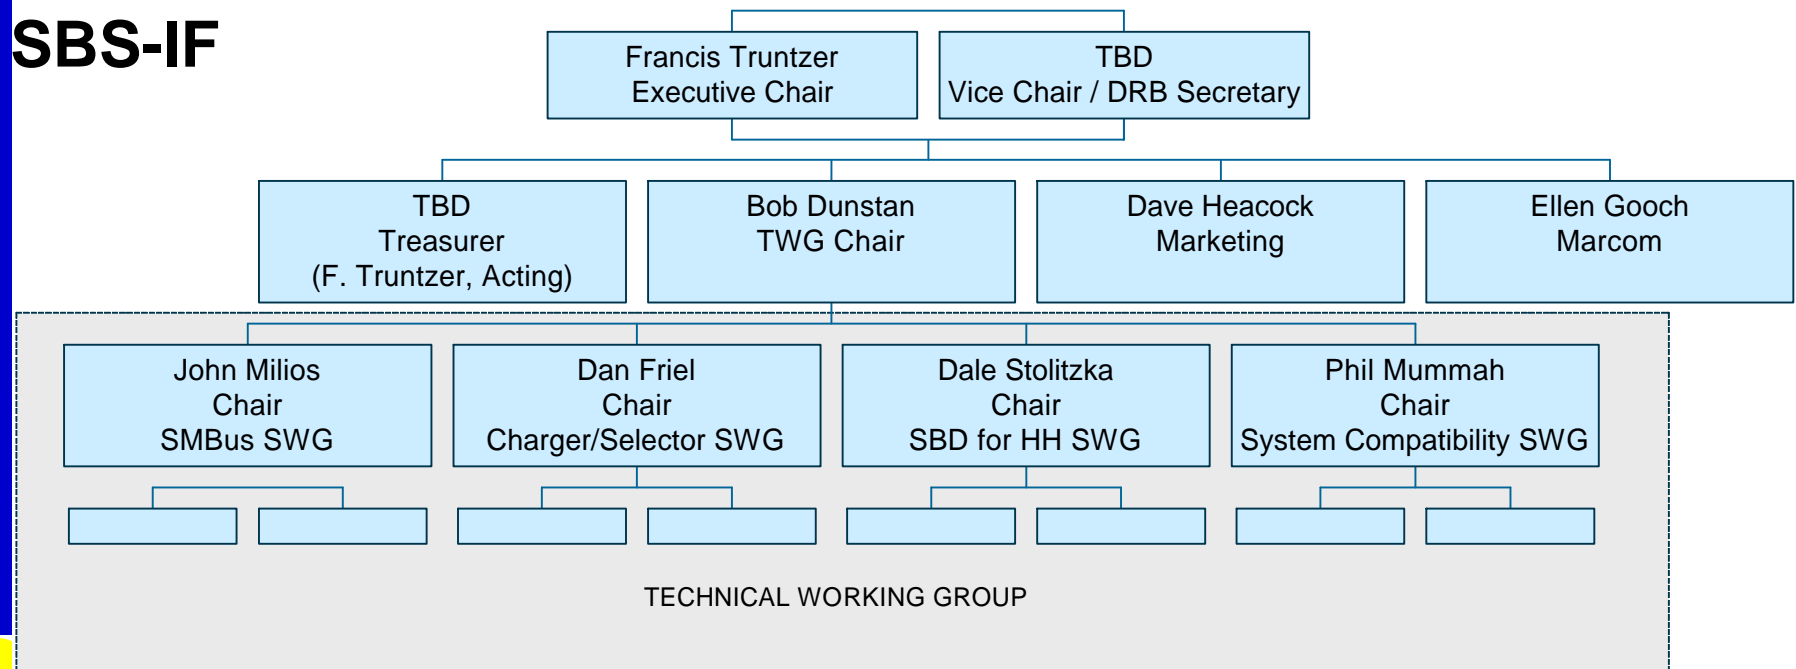 SBS-IF
Francis Truntzer
Executive Chair
TBD
Vice Chair / DRB Secretary
TBD
Treasurer
(F. Truntzer, Acting)
Bob Dunstan
TWG Chair
Dave Heacock
Marketing
Ellen Gooch
Marcom
John Milios
Chair
SMBus SWG
Dan Friel
Chair
Charger/Selector SWG
Dale Stolitzka
Chair
SBD for HH SWG
Phil Mummah
Chair
System Compatibility SWG
TECHNICAL WORKING GROUP